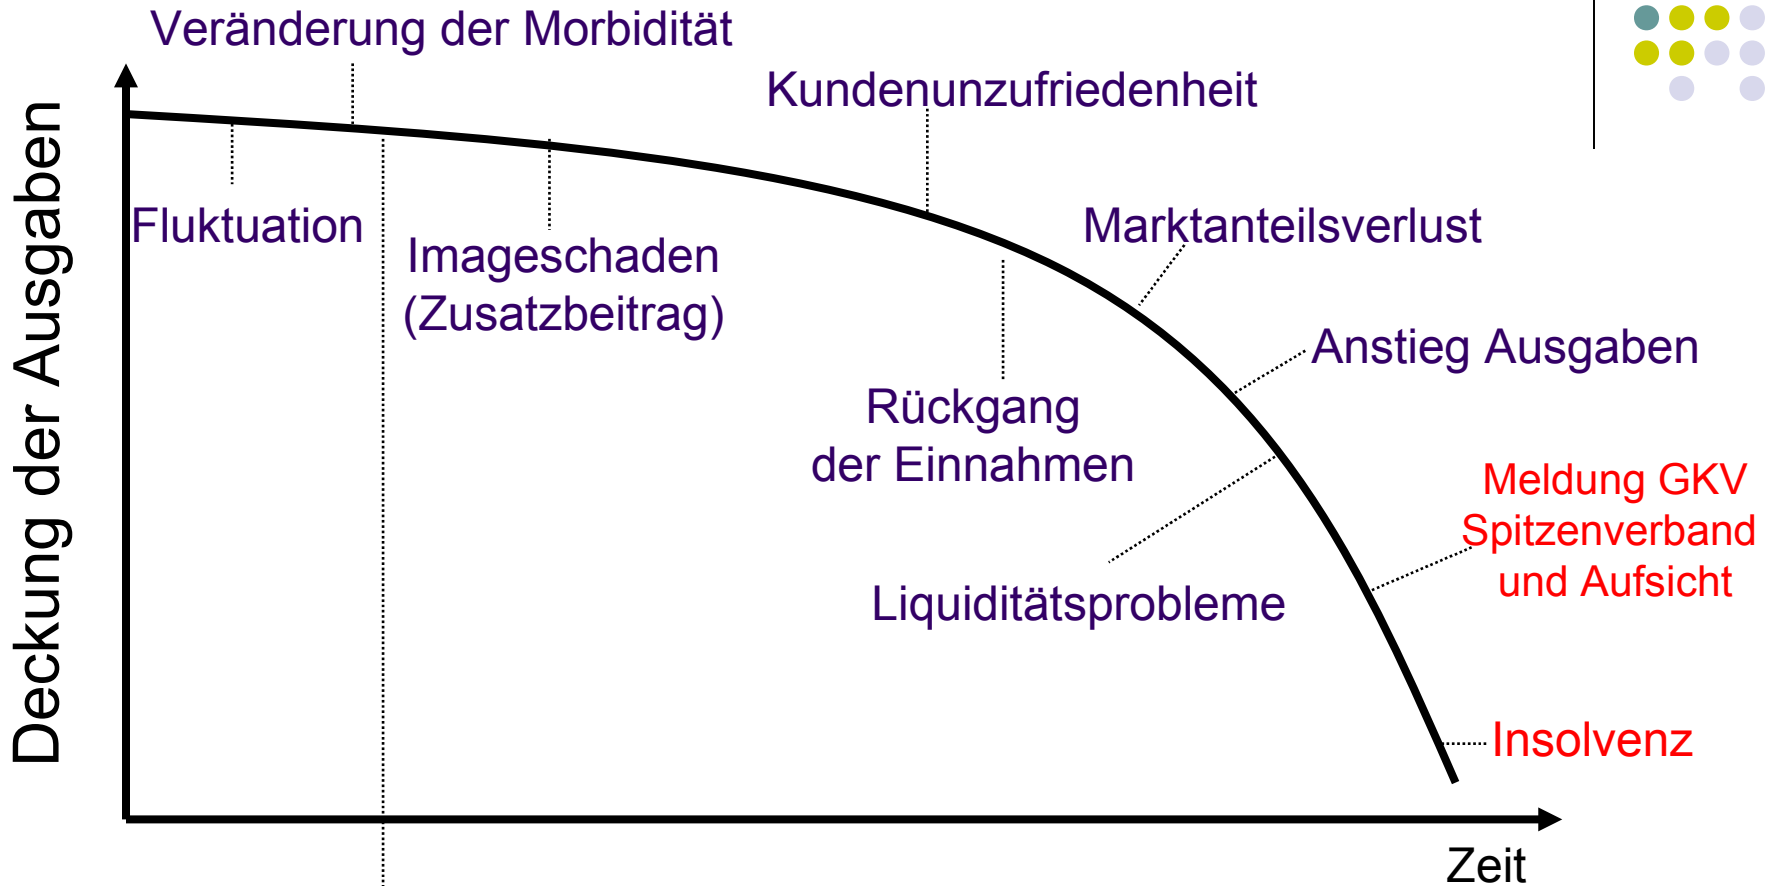 Veränderung der Morbidität
Kundenunzufriedenheit
Deckung der Ausgaben
Fluktuation
Imageschaden
(Zusatzbeitrag)
Marktanteilsverlust
Anstieg Ausgaben
Rückgang
der Einnahmen
Meldung GKV
Spitzenverband
und Aufsicht
Liquiditätsprobleme
Insolvenz
Zeit